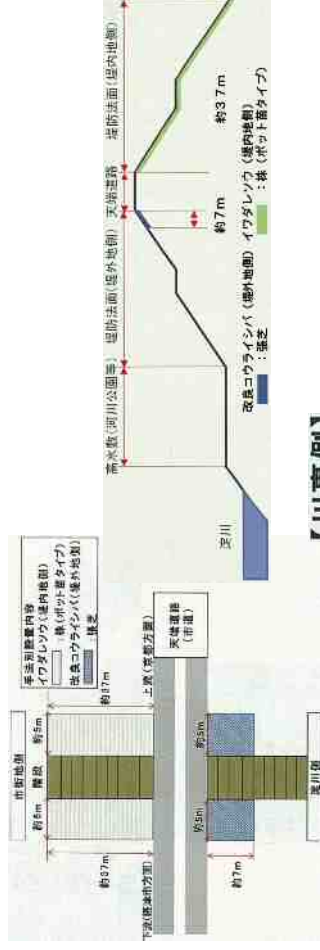 市街地側
手法別数量内容
イワダレソウ(堤内地側)
:株(ポット苗タイプ)
改良コウライシバ(堤外地側)
:張芝
約5m
階段
約5m
約37m
約37m
上流(京都方面)
下流(摂津市方面)
天端道路
(市道)
約5m
約5m
約7m
淀川側
高水敷(河川公園等)
堤防法面(堤外地側)
天端道路
堤防法面(堤内地側)
約7m
約37m
淀川
改良コウライシバ(堤外地側)
:張芝
イワダレソウ(堤内地側)
:株(ポット苗タイプ)